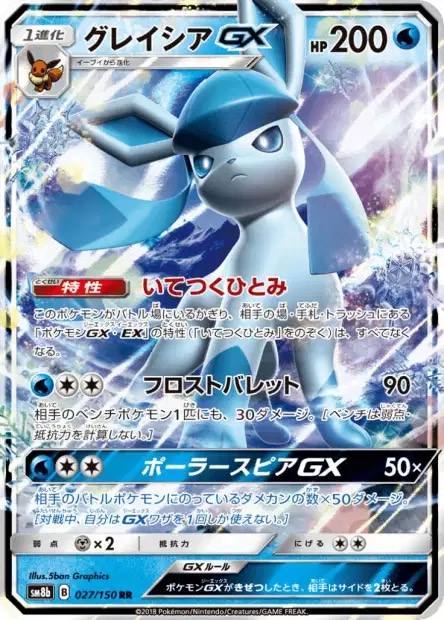 1進化 グレイシアGX HP200
イーブイから進化
とくせい
特性 いてつくひとみ
このポケモンがバトル場にいるかぎり、相手の場・手札・トラッシュにある
「ポケモンGX・EX」の特性(「いてつくひとみ」をのぞく)は、すべてなく
なる。
フロストバレット 90
相手のベンチポケモン1匹にも、30ダメージ。[ベンチは弱点・
抵抗力を計算しない。]
ポーラースピアGX 50×
相手のバトルポケモンにのっているダメカンの数×50ダメージ。
[対戦中、自分はGXワザを1回しか使えない。]
弱点 ×2 抵抗力 にげる
GXルール
Illus.5ban Graphics
ポケモンGXがきぜつしたとき、相手はサイドを2枚とる。
SM8b B 027/150 RR
©2018 Pokémon/Nintendo/Creatures/GAME FREAK.